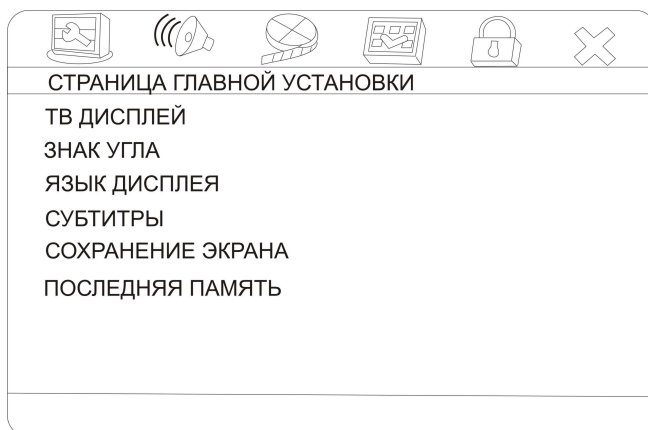 СТРАНИЦА ГЛАВНОЙ УСТАНОВКИ
ТВ ДИСПЛЕЙ
ЗНАК УГЛА
ЯЗЫК ДИСПЛЕЯ
СУБТИТРЫ
СОХРАНЕНИЕ ЭКРАНА
ПОСЛЕДНЯЯ ПАМЯТЬ